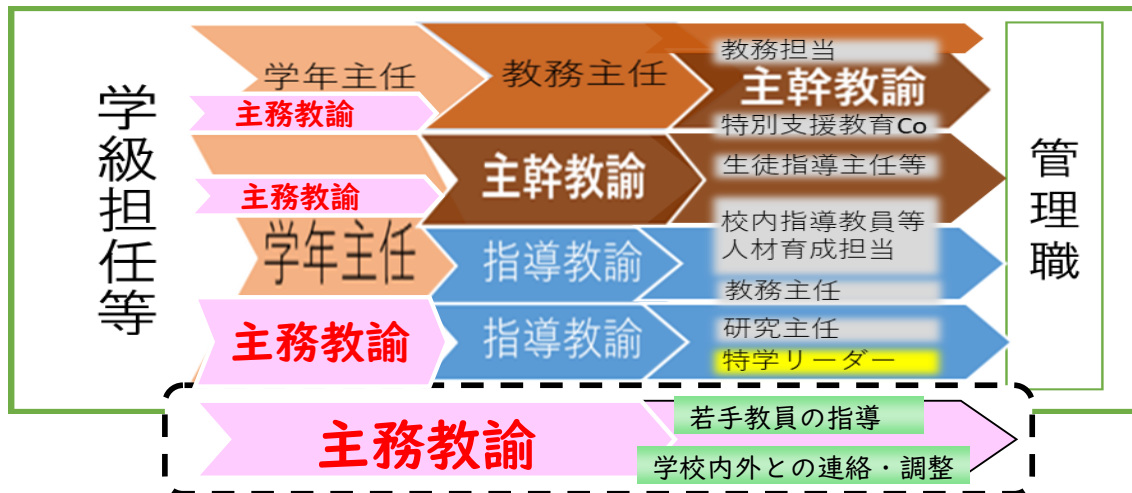 学級担任等
学年主任
主務教諭
教務主任
教務担当
主幹教諭
特別支援教育Co
主務教諭
学年主任
主幹教諭
生徒指導主任等
指導教諭
校内指導教員等
人材育成担当
教務主任
主務教諭
指導教諭
研究主任
特学リーダー
管理職
主務教諭
若手教員の指導
学校内外との連絡・調整